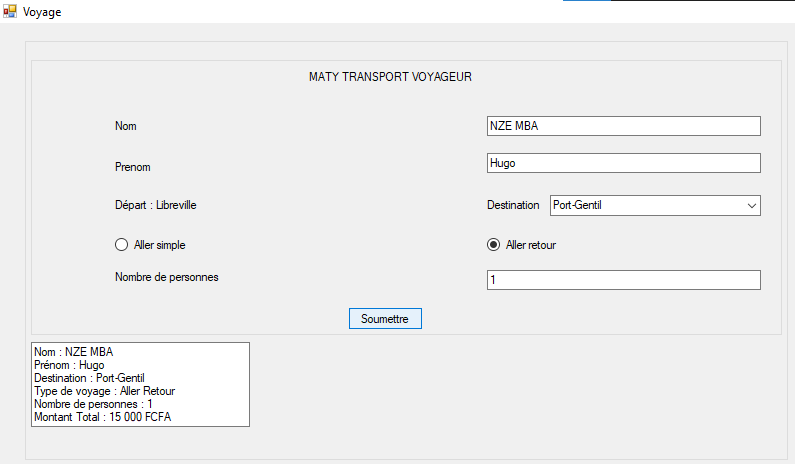 Voyage
MATY TRANSPORT VOYAGEUR
Nom NZE MBA
Prenom Hugo
Départ : Libreville Destination Port-Gentil
Aller simple Aller retour
Nombre de personnes 1
Soumettre
Nom : NZE MBA
Prénom : Hugo
Destination : Port-Gentil
Type de voyage : Aller Retour
Nombre de personnes : 1
Montant Total : 15 000 FCFA